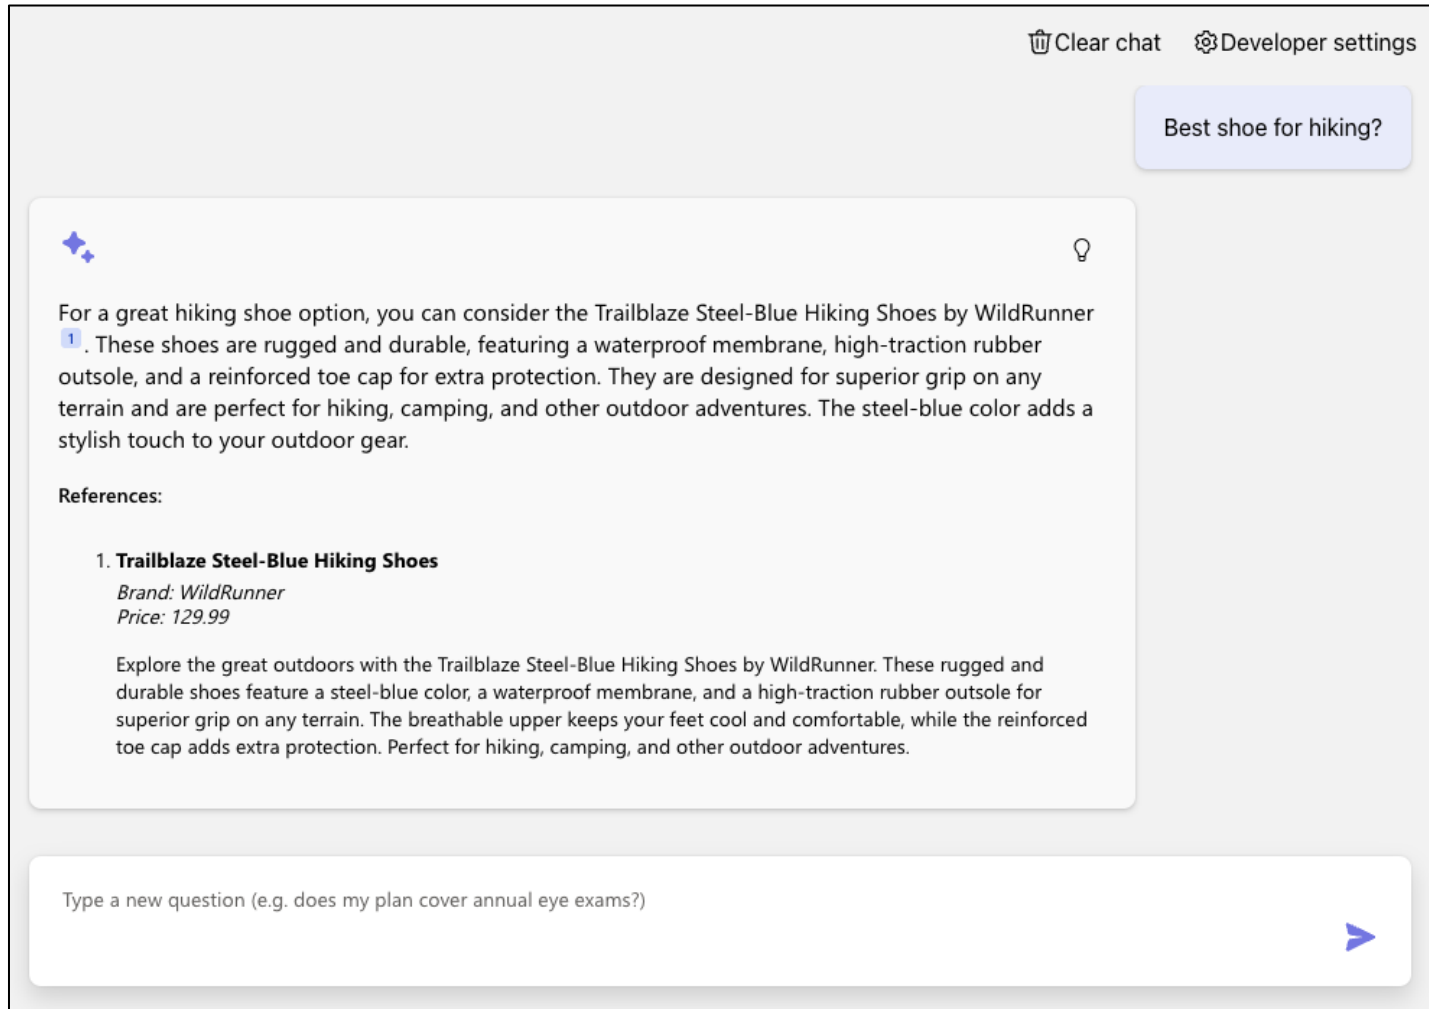 Clear chat Developer settings
Best shoe for hiking?
For a great hiking shoe option, you can consider the Trailblaze Steel-Blue Hiking Shoes by WildRunner
1 . These shoes are rugged and durable, featuring a waterproof membrane, high-traction rubber
outsole, and a reinforced toe cap for extra protection. They are designed for superior grip on any
terrain and are perfect for hiking, camping, and other outdoor adventures. The steel-blue color adds a
stylish touch to your outdoor gear.
References:
1. Trailblaze Steel-Blue Hiking Shoes
Brand: WildRunner
Price: 129.99
Explore the great outdoors with the Trailblaze Steel-Blue Hiking Shoes by WildRunner. These rugged and
durable shoes feature a steel-blue color, a waterproof membrane, and a high-traction rubber outsole for
superior grip on any terrain. The breathable upper keeps your feet cool and comfortable, while the reinforced
toe cap adds extra protection. Perfect for hiking, camping, and other outdoor adventures.
Type a new question (e.g. does my plan cover annual eye exams?)